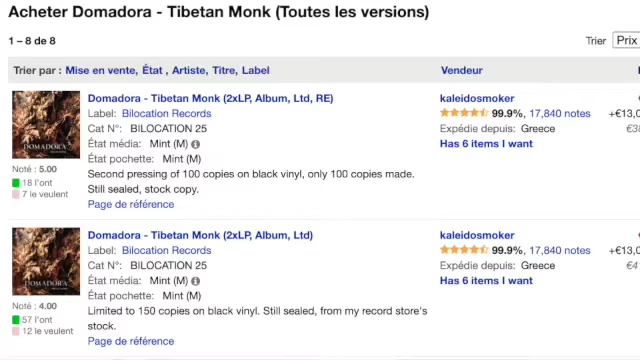 Acheter Domadora - Tibetan Monk (Toutes les versions)
1 – 8 de 8
Trier
Prix
Trier par : Mise en vente, État , Artiste, Titre, Label
Vendeur
DOMADORA
Domadora - Tibetan Monk (2xLP, Album, Ltd, RE)
Label: Bilocation Records
Cat N°: BILOCATION 25
État média: Mint (M)
État pochette: Mint (M)
Second pressing of 100 copies on black vinyl, only 100 copies made.
Still sealed, stock copy.
Page de référence
Noté : 5.00
18 l'ont
7 le veulent
kaleidosmoker
99.9%, 17,840 notes
Expédie depuis: Greece
Has 6 items I want
DOMADORA
Domadora - Tibetan Monk (2xLP, Album, Ltd)
Label: Bilocation Records
Cat N°: BILOCATION 25
État média: Mint (M)
État pochette: Mint (M)
Limited to 150 copies on black vinyl. Still sealed, from my record store's
stock.
Page de référence
Noté : 4.00
57 l'ont
12 le veulent
kaleidosmoker
99.9%, 17,840 notes
Expédie depuis: Greece
Has 6 items I want